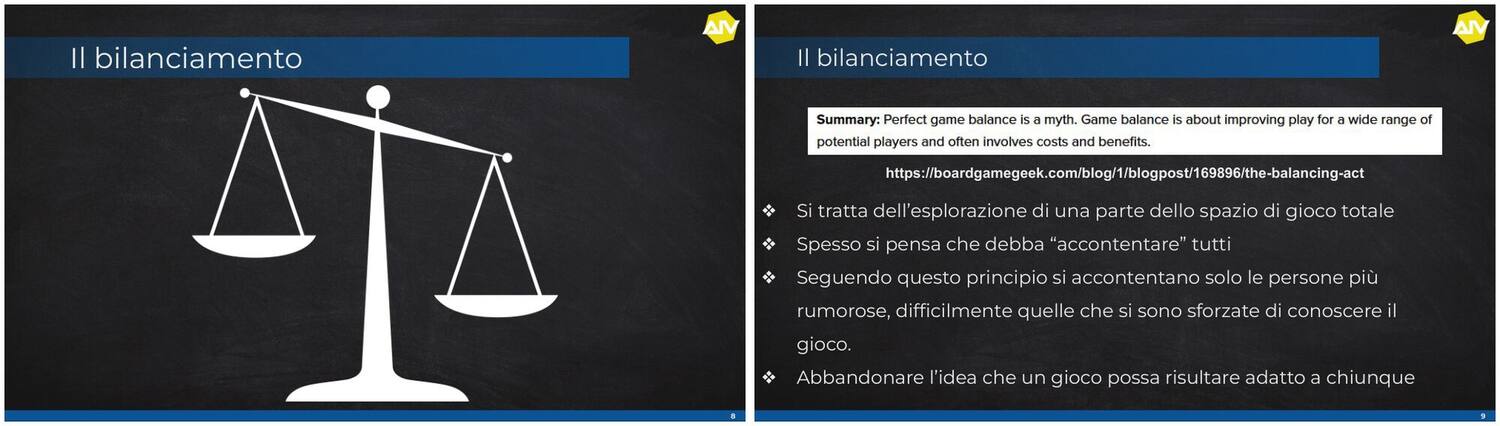 AIV
Il bilanciamento
8
AIV
Il bilanciamento
Summary: Perfect game balance is a myth. Game balance is about improving play for a wide range of
potential players and often involves costs and benefits.
https://boardgamegeek.com/blog/1/blogpost/169896/the-balancing-act
❖ Si tratta dell’esplorazione di una parte dello spazio di gioco totale
❖ Spesso si pensa che debba “accontentare” tutti
❖ Seguendo questo principio si accontentano solo le persone più
rumorose, difficilmente quelle che si sono sforzate di conoscere il
gioco.
❖ Abbandonare l’idea che un gioco possa risultare adatto a chiunque
9